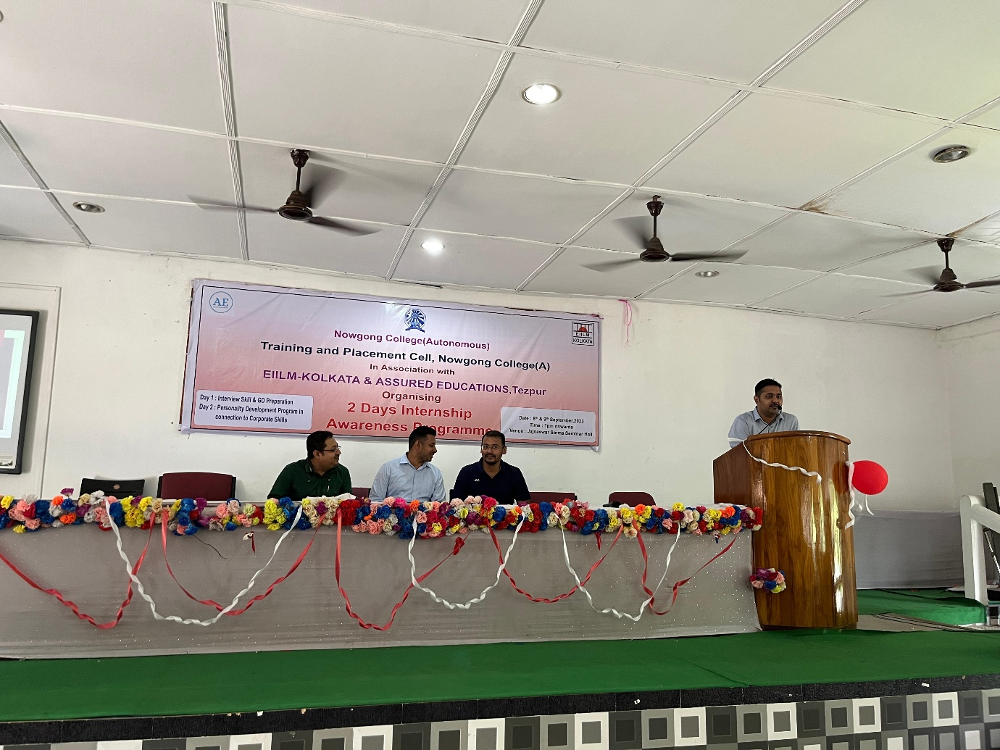 AE
Nowgong College(Autonomous)
Training and Placement Cell, Nowgong College(A)
In Association with
EIILM-KOLKATA & ASSURED EDUCATIONS,Tezpur
Organising
2 Days Internship
Awareness Programme
EIILM
KOLKATA
Day 1 : Interview Skill & GD Preparation
Day 2 : Personality Development Program in
connection to Corporate Skills
Date : 8th & 9th September,2023
Time : 1pm onwards
Venue : Jajnaswar Sarma Seminar Hall